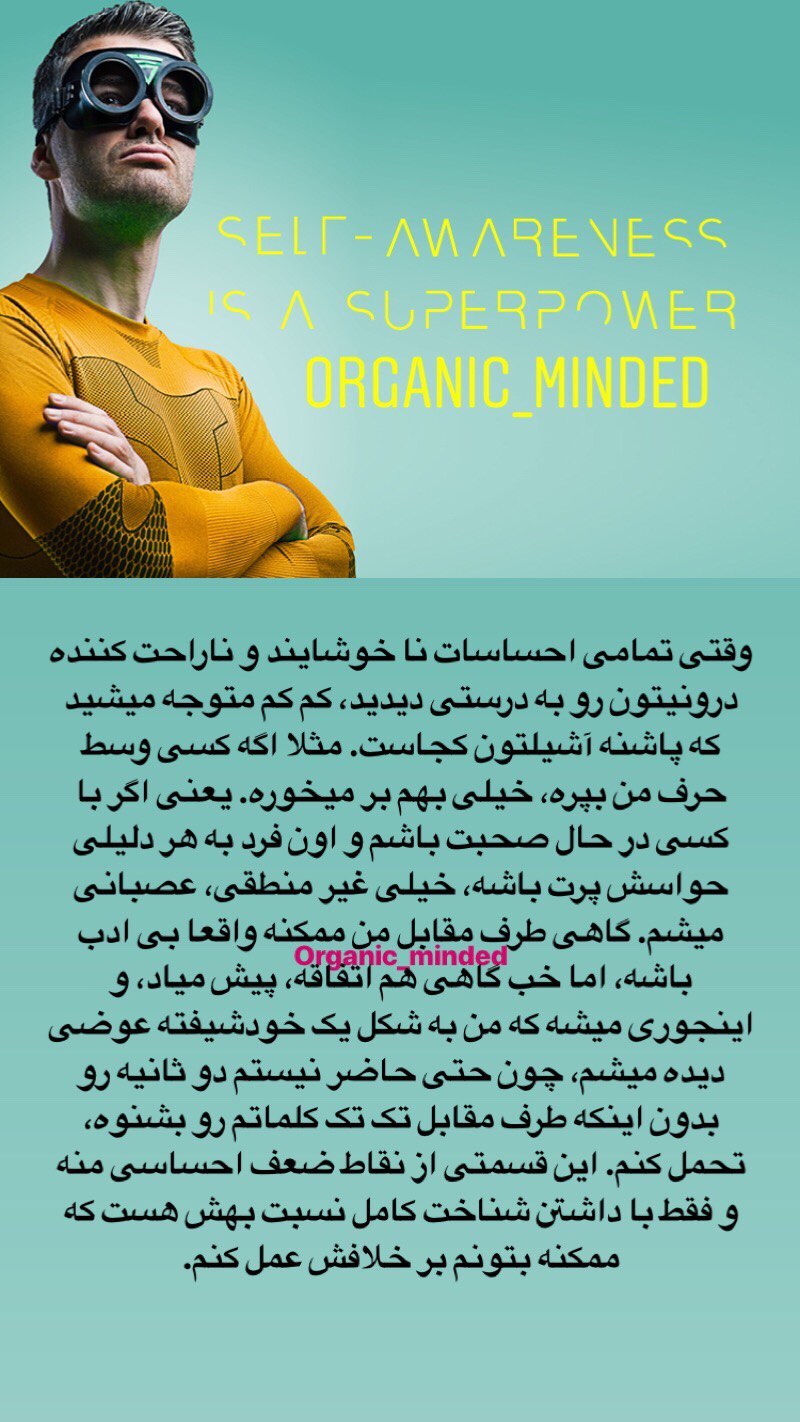 SELF-AWARENESS
IS A SUPERPOWER
ORGANIC_MINDED
وقتی تمامی احساسات نا خوشایند و ناراحت کننده
درونیتون رو به درستی دیدید، کم کم متوجه میشید
که پاشنه آشیلتون کجاست. مثلا اگه کسی وسط
حرف من بپره، خیلی بهم بر میخوره. یعنی اگر با
کسی در حال صحبت باشم و اون فرد به هر دلیلی
حواسش پرت باشه، خیلی غیر منطقی، عصبانی
میشم. گاهی طرف مقابل من ممکنه واقعا بی ادب
Organic_minded
باشه، اما خب گاهی هم اتفاقه، پیش میاد، و
اینجوری میشه که من به شکل یک خودشیفته عوضی
دیده میشم، چون حتی حاضر نیستم دو ثانیه رو
بدون اینکه طرف مقابل تک تک کلماتم رو بشنوه،
تحمل کنم. این قسمتی از نقاط ضعف احساسی منه
و فقط با داشتن شناخت کامل نسبت بهش هست که
ممکنه بتونم بر خلافش عمل کنم.